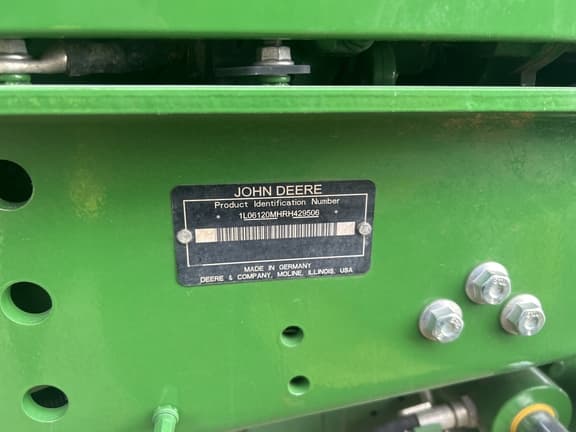 JOHN DEERE
Product Identification Number
* 1L06120MHRH429506 *
MADE IN GERMANY
DEERE & COMPANY, MOLINE, ILLINOIS, USA